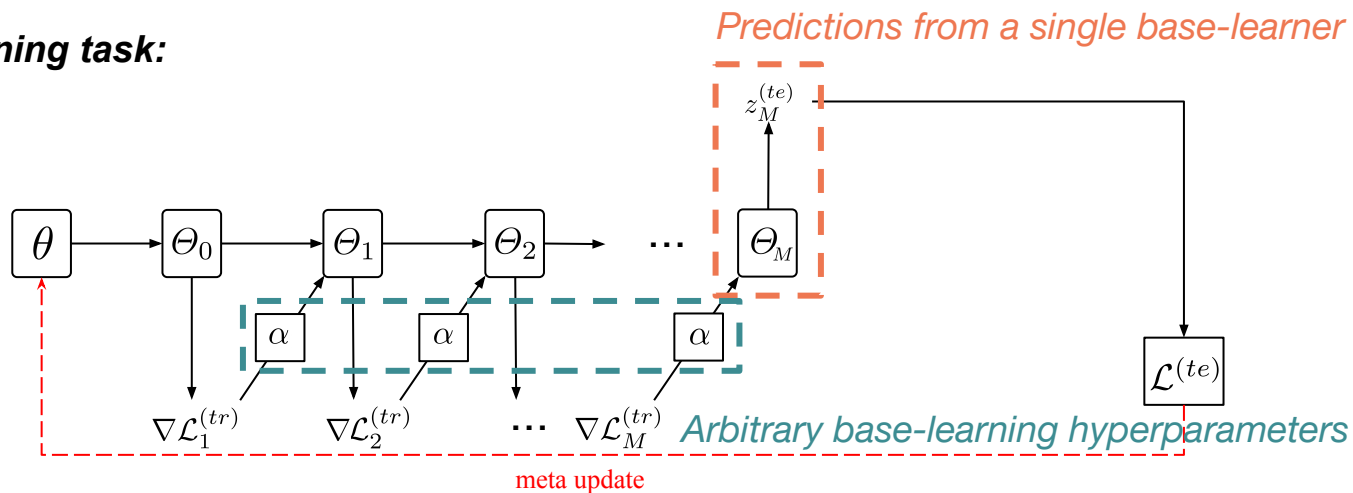 Predictions from a single base-learner
ning task:
z_M^{(te)}
θ Θ_0 Θ_1 Θ_2 ... Θ_M
α α α
ℒ^{(te)}
∇ℒ_1^{(tr)} ∇ℒ_2^{(tr)} ... ∇ℒ_M^{(tr)} Arbitrary base-learning hyperparameters
meta update